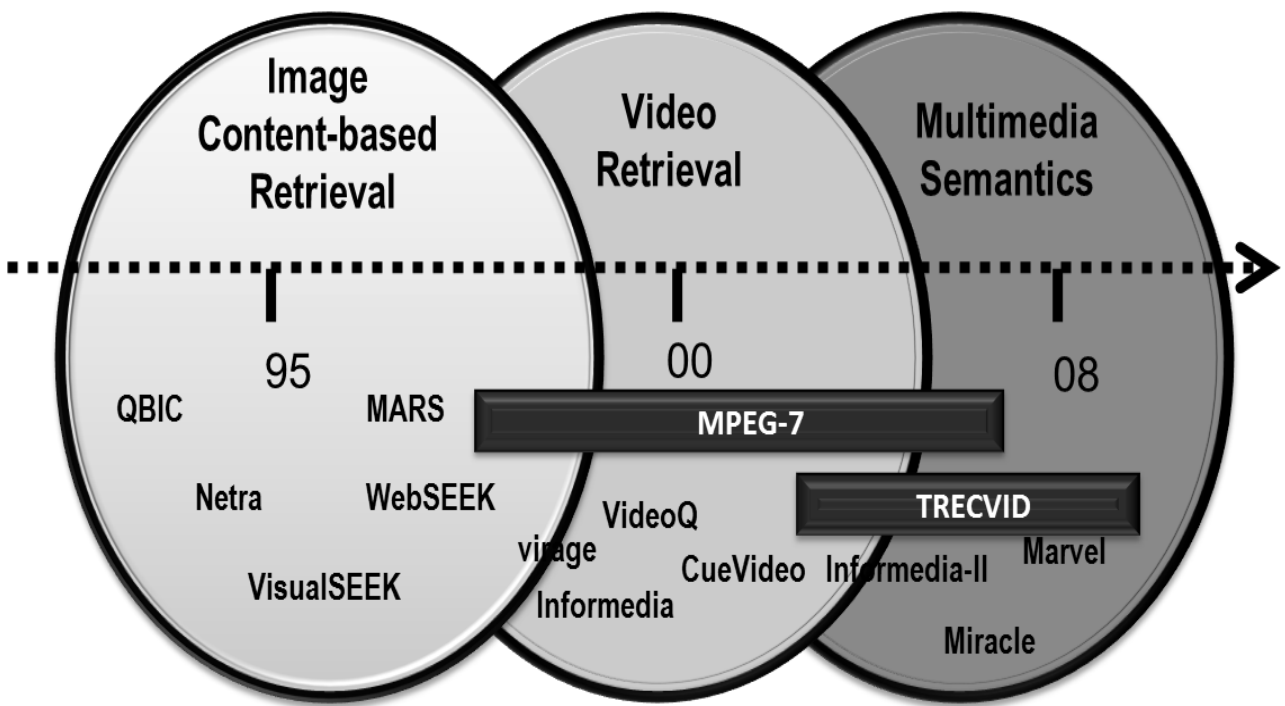 Image
Content-based
Retrieval
Video
Retrieval
Multimedia
Semantics
95
00
08
QBIC
MARS
MPEG-7
Netra
WebSEEK
TRECVID
VideoQ
virage
CueVideo
Informedia-II
Marvel
VisualSEEK
Informedia
Miracle